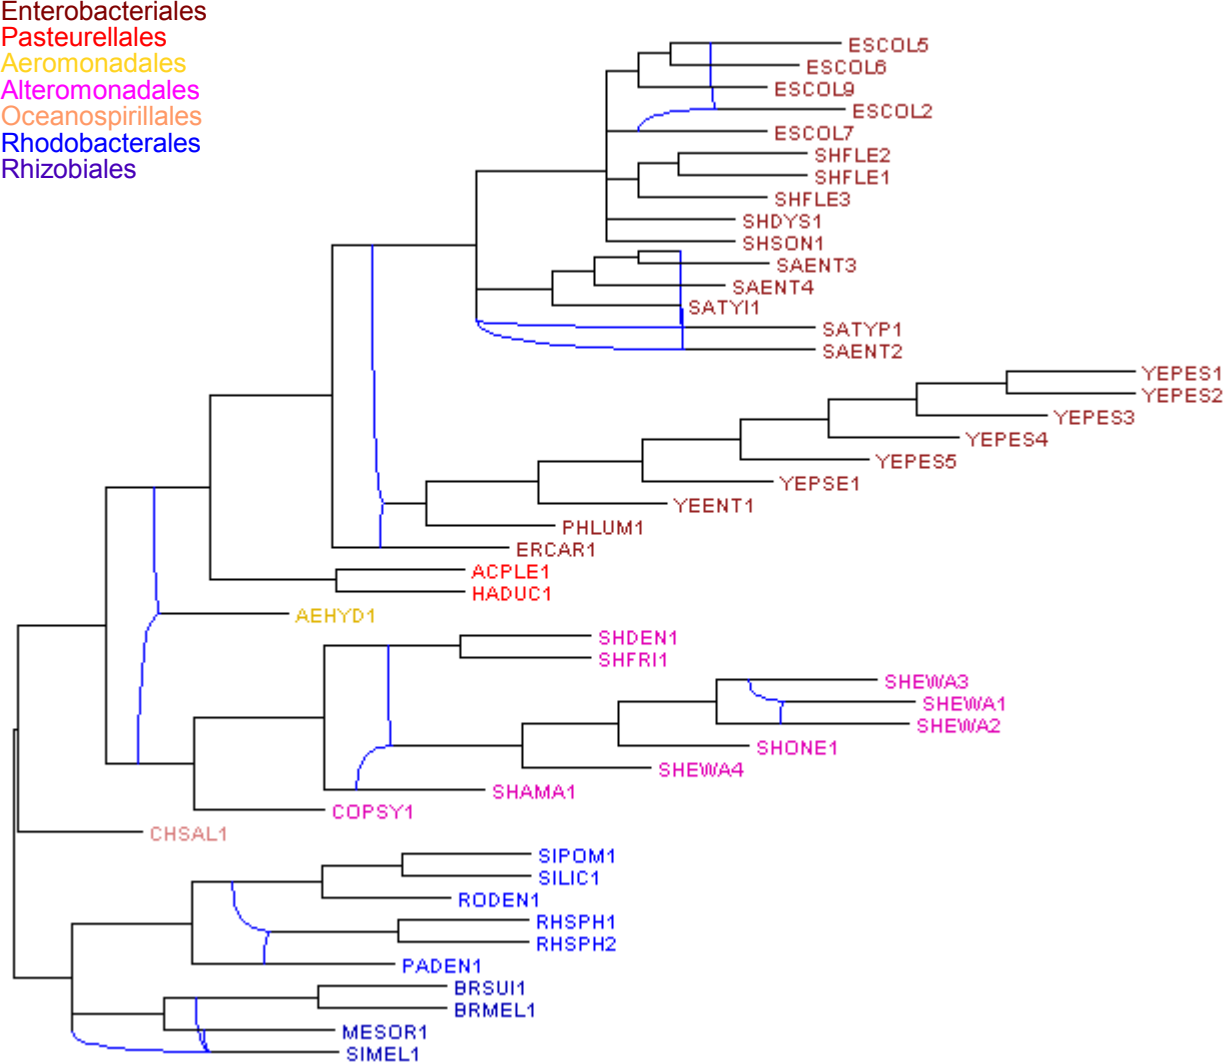 Enterobacteriales
Pasteurellales
Aeromonadales
Alteromonadales
Oceanospirillales
Rhodobacterales
Rhizobiales
ESCOL5
ESCOL6
ESCOL9
ESCOL2
ESCOL7
SHFLE2
SHFLE1
SHFLE3
SHDYS1
SHSON1
SAENT3
SAENT4
SATYI1
SATYP1
SAENT2
YEPES1
YEPES2
YEPES3
YEPES4
YEPES5
YEPSE1
YEENT1
PHLUM1
ERCAR1
ACPLE1
HADUC1
AEHYD1
SHDEN1
SHFRI1
SHEWA3
SHEWA1
SHEWA2
SHONE1
SHEWA4
SHAMA1
COPSY1
CHSAL1
SIPOM1
SILIC1
RODEN1
RHSPH1
RHSPH2
PADEN1
BRSUI1
BRMEL1
MESOR1
SIMEL1